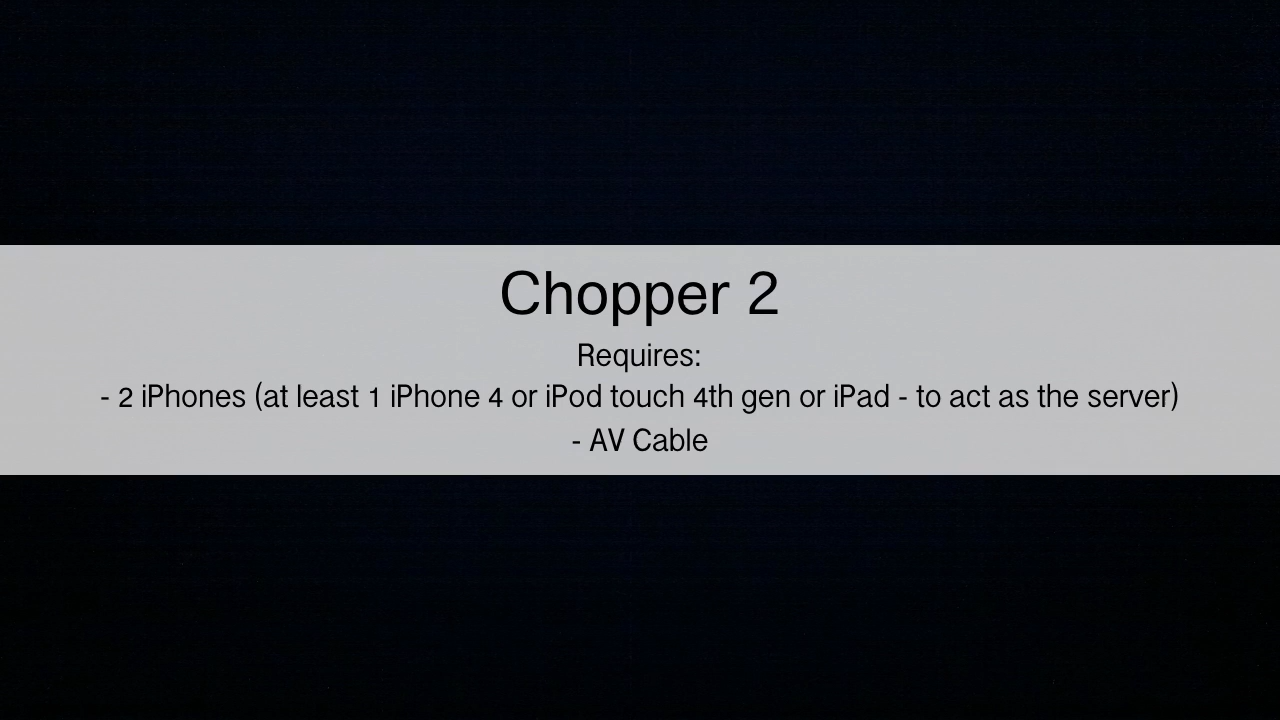 Chopper 2
Requires:
- 2 iPhones (at least 1 iPhone 4 or iPod touch 4th gen or iPad - to act as the server)
- AV Cable